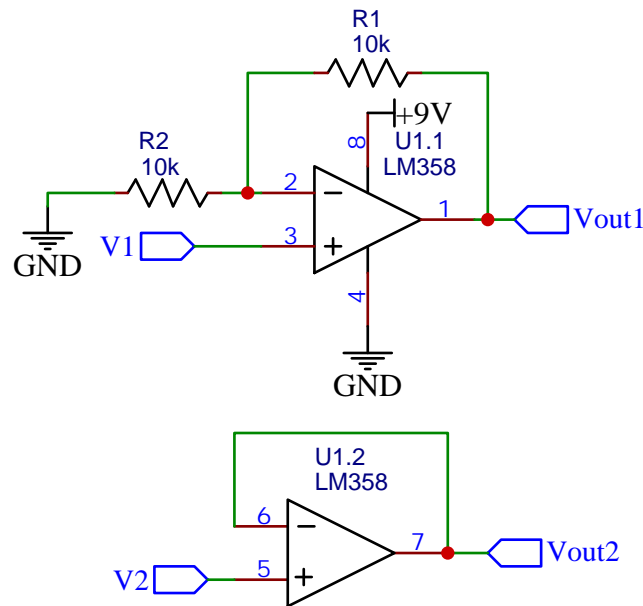 R1
10k
+9V
8
U1.1
LM358
R2
10k
2
1
Vout1
V1
3
GND
4
GND
U1.2
LM358
6
7
Vout2
V2
5